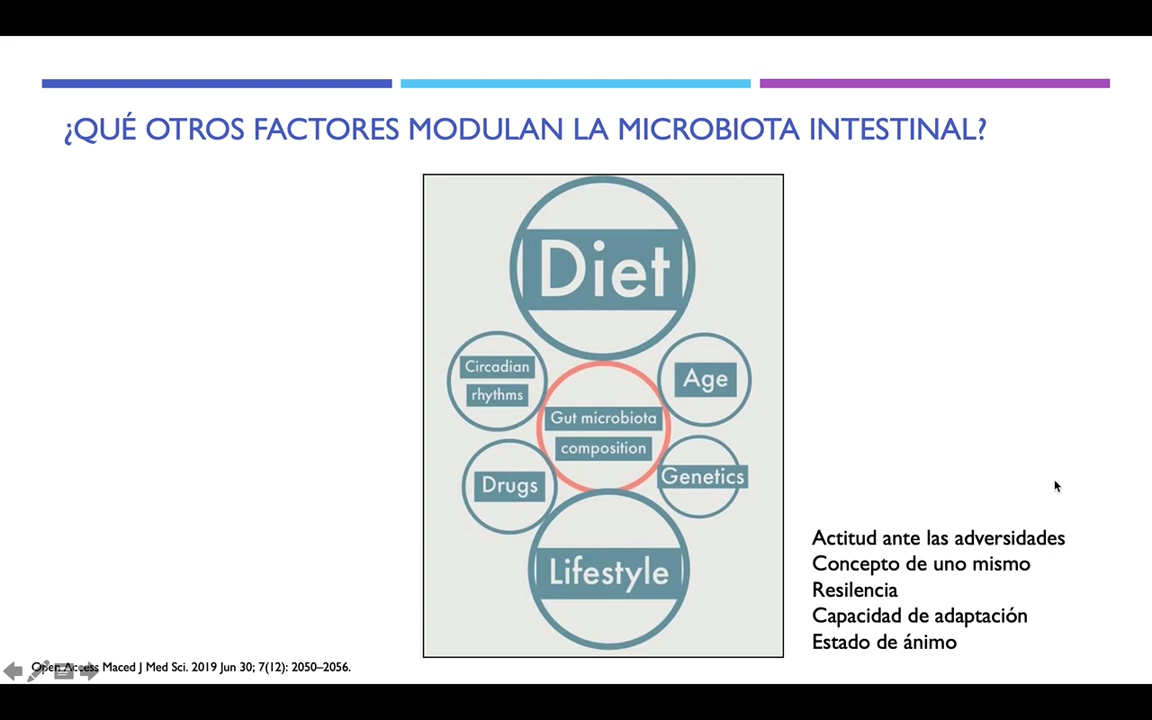 ¿QUÉ OTROS FACTORES MODULAN LA MICROBIOTA INTESTINAL?
Diet
Circadian
rhythms
Age
Gut microbiota
composition
Drugs
Genetics
Lifestyle
Actitud ante las adversidades
Concepto de uno mismo
Resilencia
Capacidad de adaptación
Estado de ánimo
Open Access Maced J Med Sci. 2019 Jun 30; 7(12): 2050–2056.